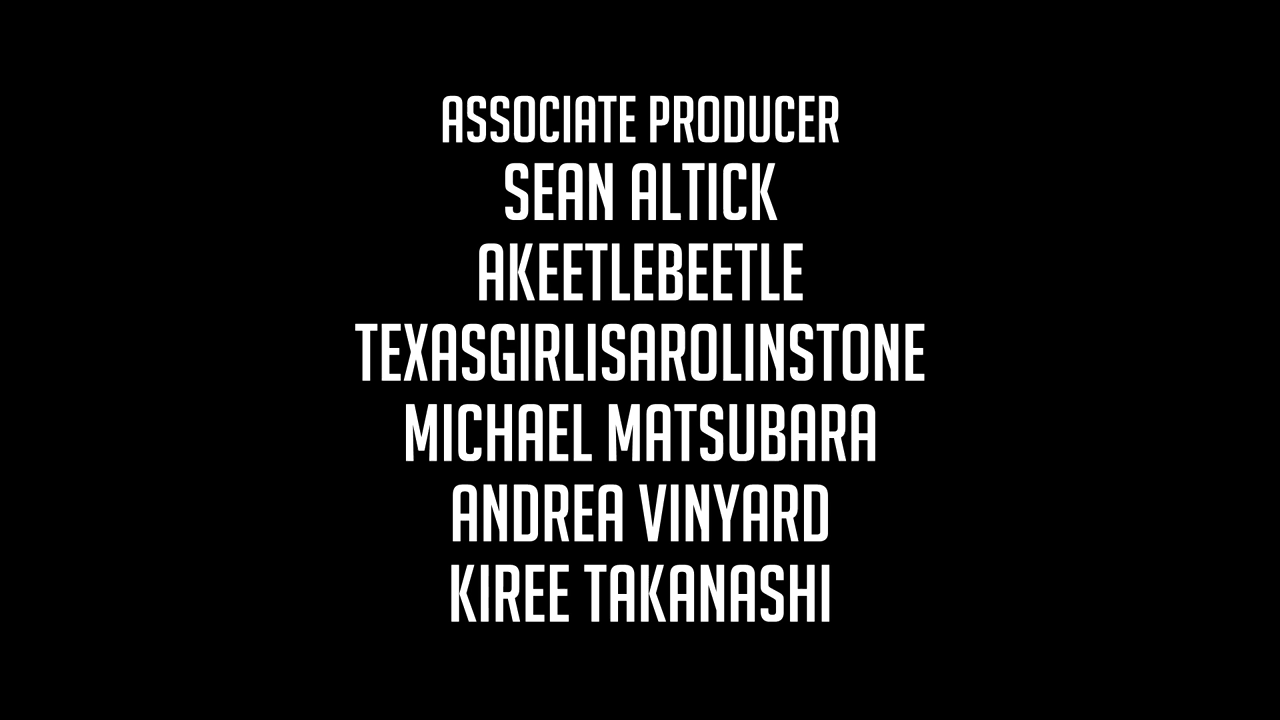 ASSOCIATE PRODUCER
SEAN ALTICK
AKEETLEBEETLE
TEXASGIRLISAROLINSTONE
MICHAEL MATSUBARA
ANDREA VINYARD
KIREE TAKANASHI